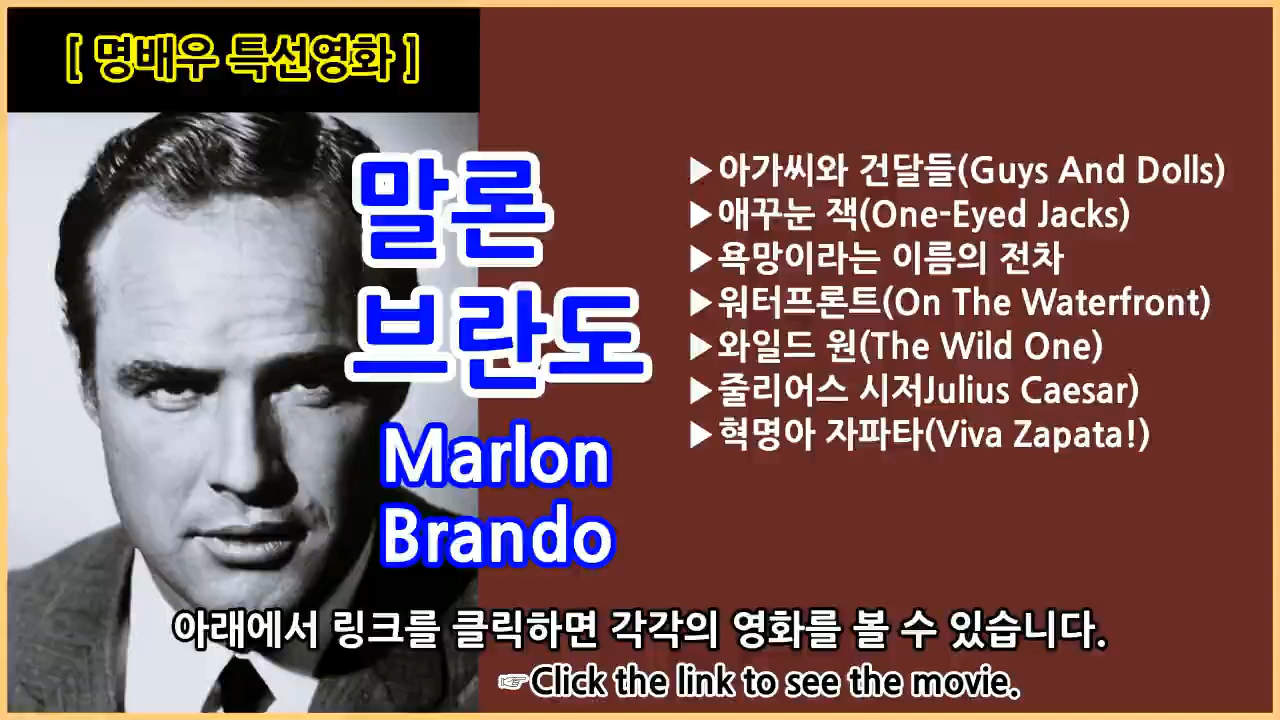 [ 명배우 특선영화 ]
말론
브란도
Marlon
Brando
▶아가씨와 건달들(Guys And Dolls)
▶애꾸눈 잭(One-Eyed Jacks)
▶욕망이라는 이름의 전차
▶워터프론트(On The Waterfront)
▶와일드 원(The Wild One)
▶줄리어스 시저Julius Caesar)
▶혁명아 자파타(Viva Zapata!)
아래에서 링크를 클릭하면 각각의 영화를 볼 수 있습니다.
☞Click the link to see the movie.